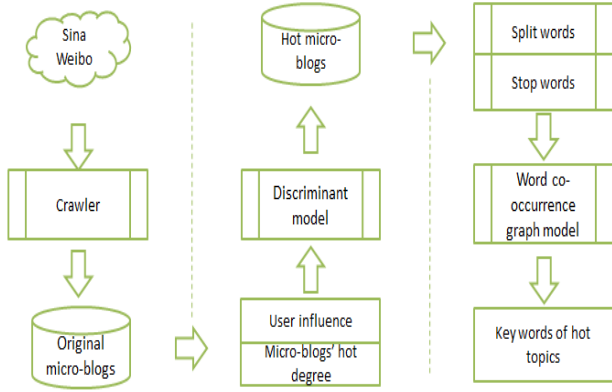 Sina
Weibo
Crawler
Original
micro-blogs
Hot micro-
blogs
Discriminant
model
User influence
Micro-blogs' hot
degree
Split words
Stop words
Word co-
occurrence
graph model
Key words of hot
topics